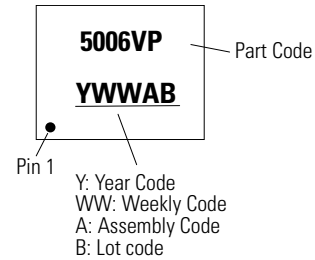 5006VP
Part Code
YWWAB
Pin 1
Y: Year Code
WW: Weekly Code
A: Assembly Code
B: Lot code